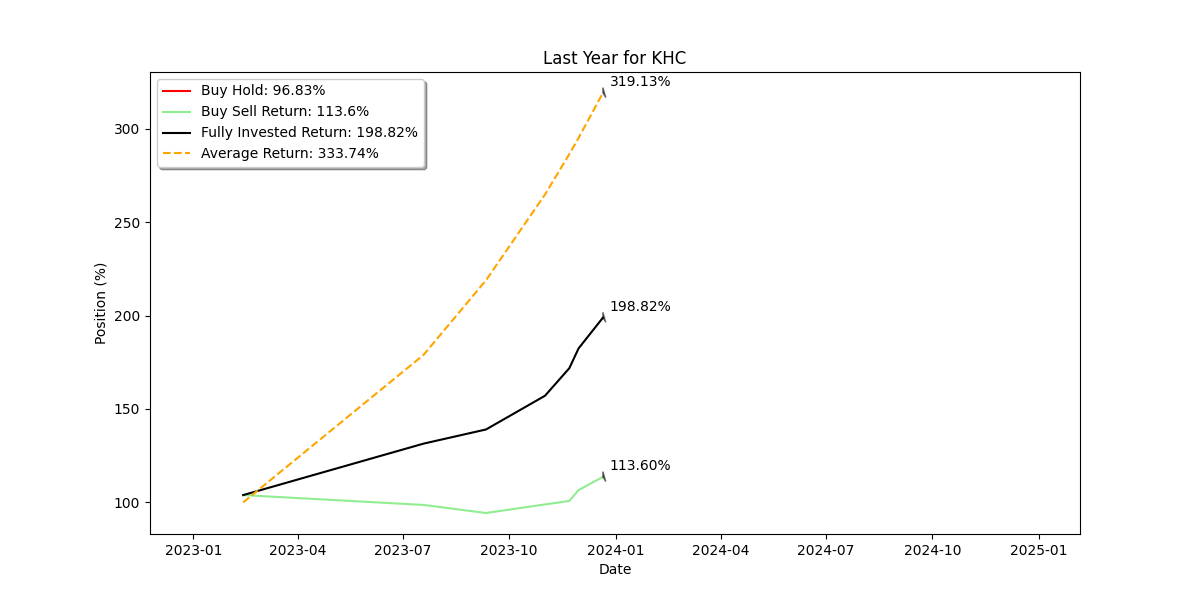 Last Year for KHC
319.13%
Buy Hold: 96.83%
Buy Sell Return: 113.6%
Fully Invested Return: 198.82%
Average Return: 333.74%
300
250
198.82%
200
150
113.60%
100
Position (%)
2023-01 2023-04 2023-07 2023-10 2024-01 2024-04 2024-07 2024-10 2025-01
Date